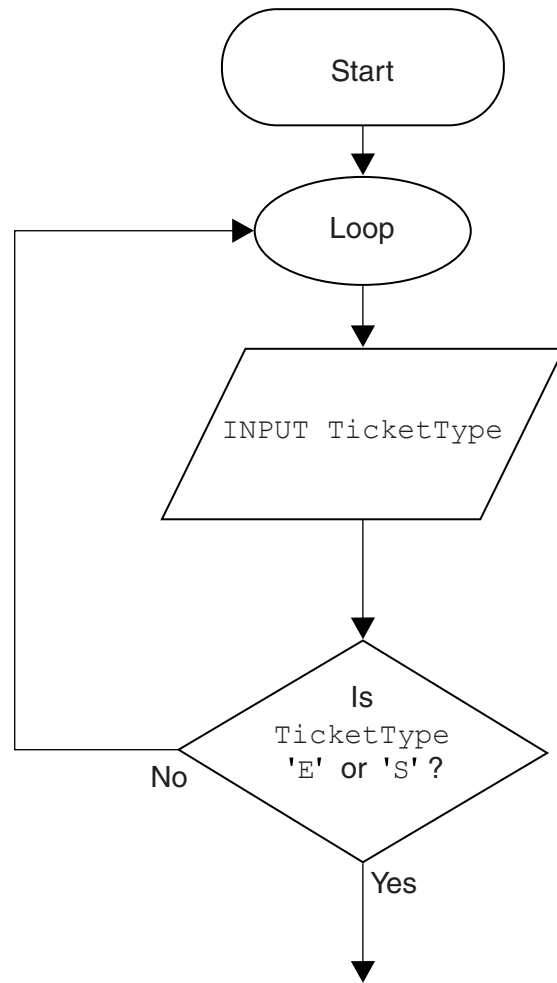 Start
Loop
INPUT TicketType
Is
TicketType
'E' or 'S' ?
No
Yes